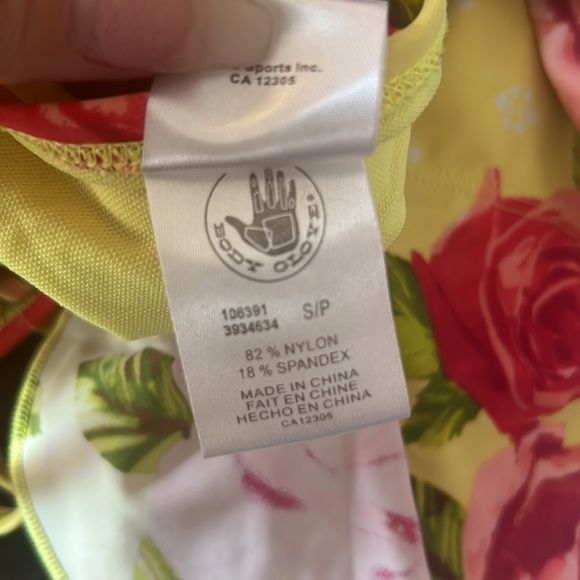 Sports Inc.
CA 12305
BODY GLOVE®
106391
3934634 S/P
82 % NYLON
18 % SPANDEX
MADE IN CHINA
FAIT EN CHINE
HECHO EN CHINA
CA12305